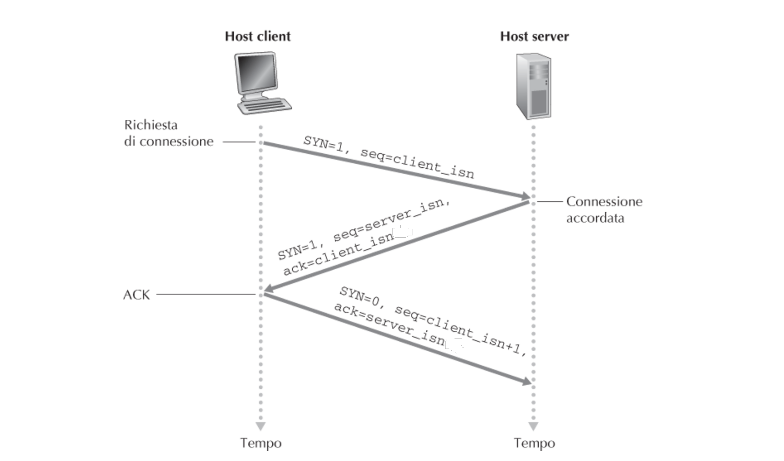 Host client
Host server
Richiesta
di connessione
SYN=1, seq=client_isn
Connessione
accordata
SYN=1, seq=server_isn,
ack=client_isn
ACK
SYN=0, seq=client_isn+1,
ack=server_isn
Tempo
Tempo